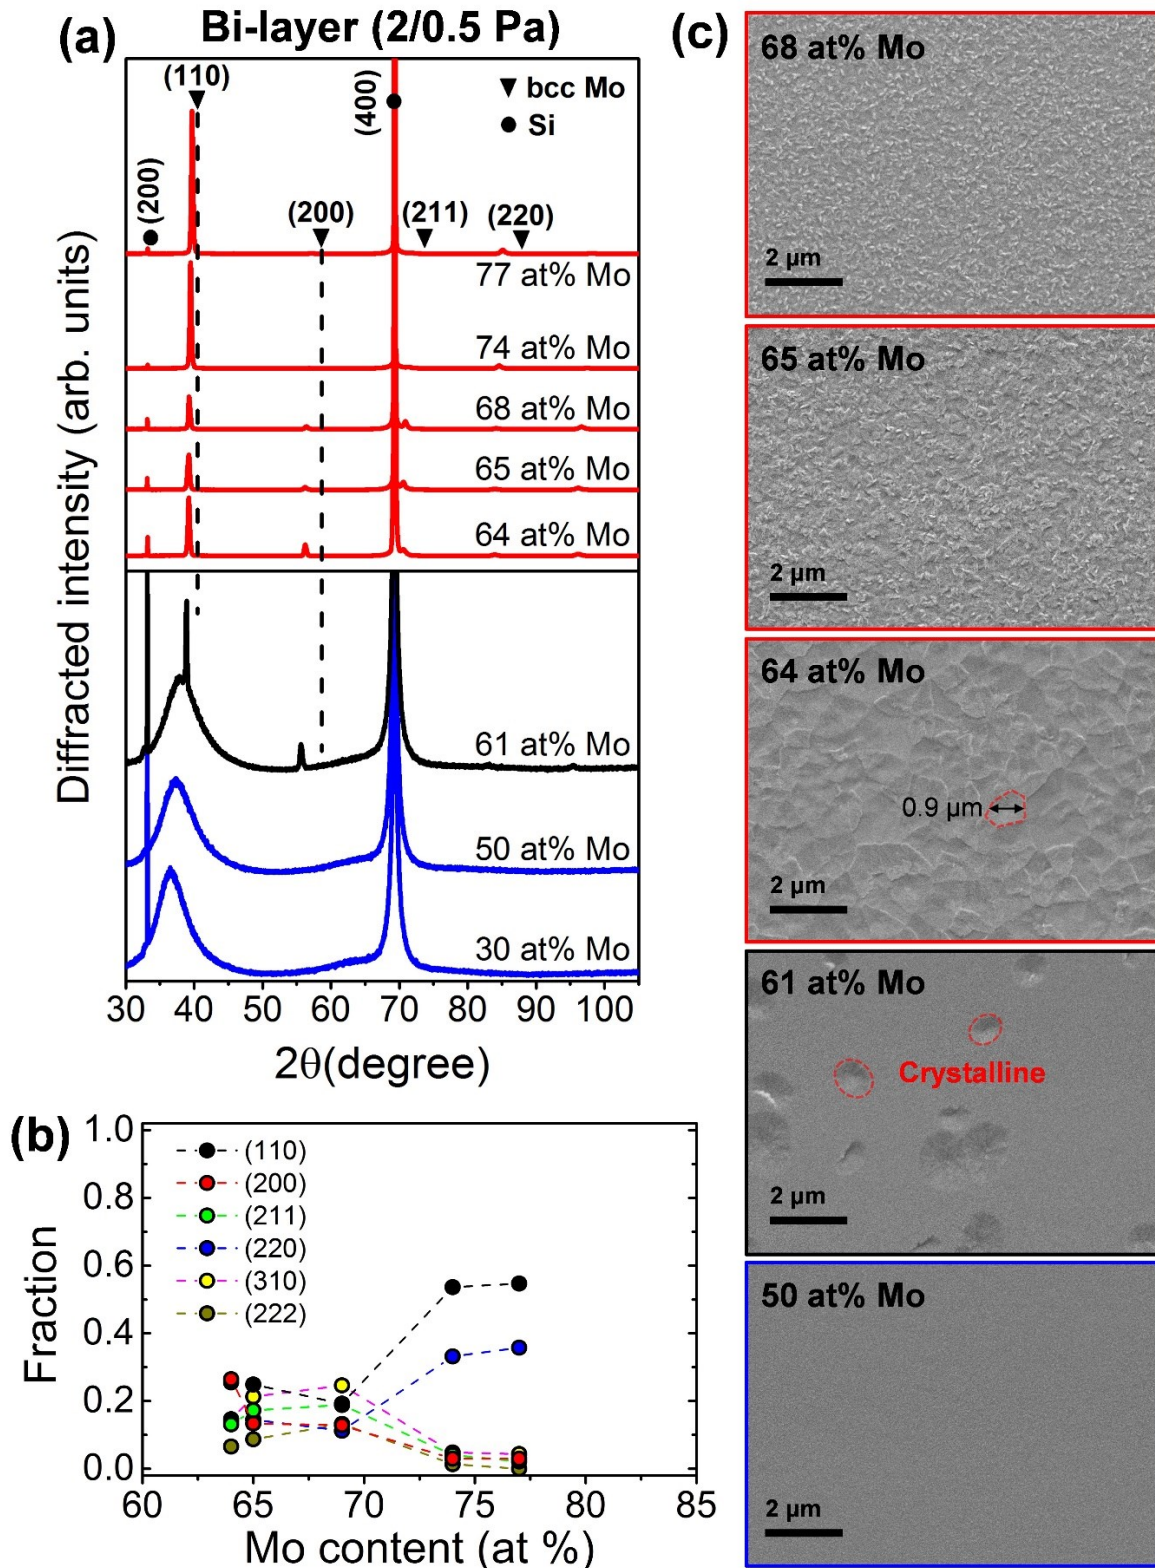 (a)
Bi-layer (2/0.5 Pa)
(110)
(400)
▼ bcc Mo
● Si
(200)
(200)
(211)
(220)
77 at% Mo
74 at% Mo
68 at% Mo
65 at% Mo
64 at% Mo
61 at% Mo
50 at% Mo
30 at% Mo
Diffracted intensity (arb. units)
30 40 50 60 70 80 90 100
2θ(degree)
(b)
1.0
0.8
0.6
0.4
0.2
0.0
Fraction
(110)
(200)
(211)
(220)
(310)
(222)
60 65 70 75 80 85
Mo content (at %)
(c)
68 at% Mo
2 µm
65 at% Mo
2 µm
64 at% Mo
0.9 µm
2 µm
61 at% Mo
Crystalline
2 µm
50 at% Mo
2 µm